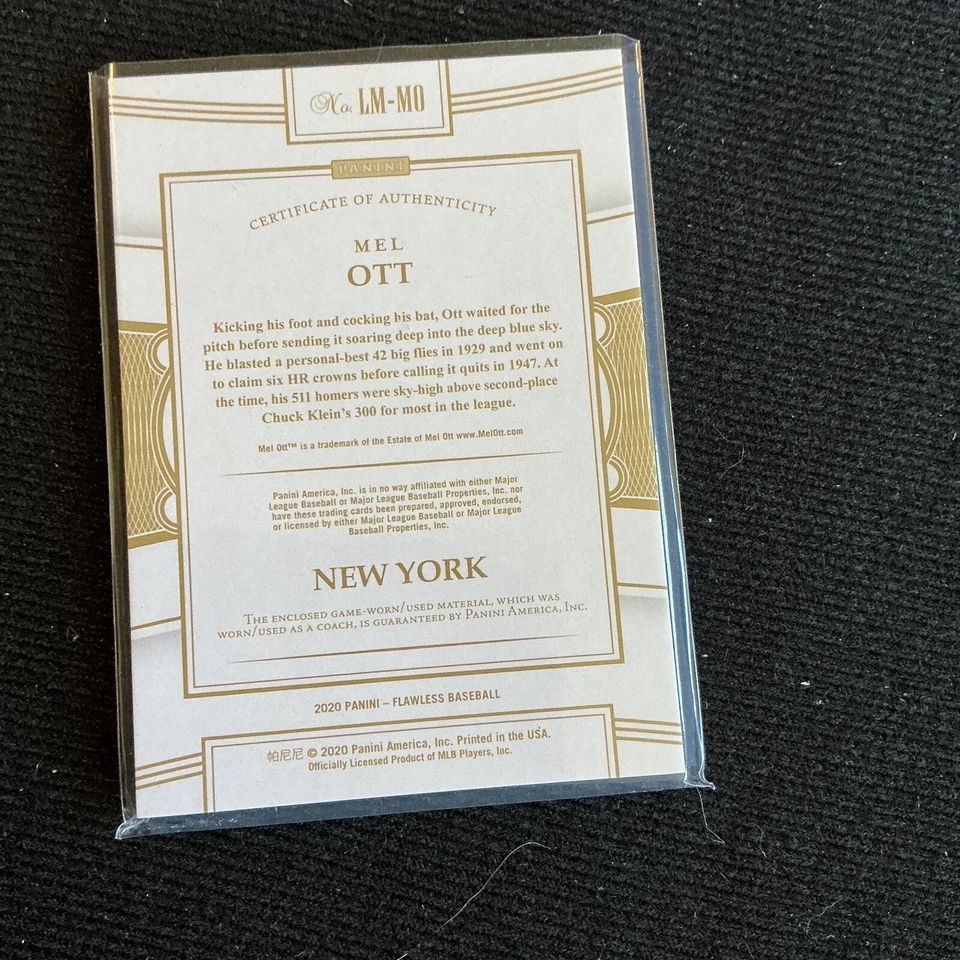 No. LM-MO
PANINI
CERTIFICATE OF AUTHENTICITY
MEL
OTT
Kicking his foot and cocking his bat, Ott waited for the
pitch before sending it soaring deep into the deep blue sky.
He blasted a personal-best 42 big flies in 1929 and went on
to claim six HR crowns before calling it quits in 1947. At
the time, his 511 homers were sky-high above second-place
Chuck Klein's 300 for most in the league.
Mel Ott™ is a trademark of the Estate of Mel Ott www.MelOtt.com
Panini America, Inc. is in no way affiliated with either Major
League Baseball or Major League Baseball Properties, Inc. nor
have these trading cards been prepared, approved, endorsed,
or licensed by either Major League Baseball or Major League
Baseball Properties, Inc.
NEW YORK
THE ENCLOSED GAME-WORN/USED MATERIAL, WHICH WAS
WORN/USED AS A COACH, IS GUARANTEED BY PANINI AMERICA, INC.
2020 PANINI – FLAWLESS BASEBALL
帕尼尼 © 2020 Panini America, Inc. Printed in the USA.
Officially Licensed Product of MLB Players, Inc.